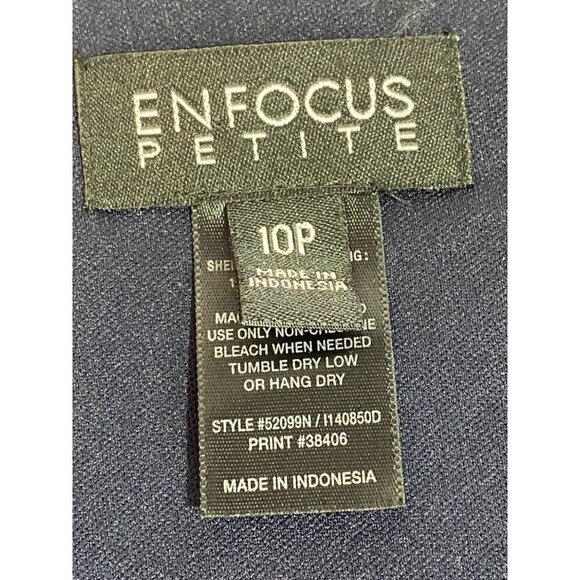 ENFOCUS
PETITE
10P
MADE IN
INDONESIA
USE ONLY
BLEACH WHEN NEEDED
TUMBLE DRY LOW
OR HANG DRY
STYLE #52099N / I140850D
PRINT #38406
MADE IN INDONESIA